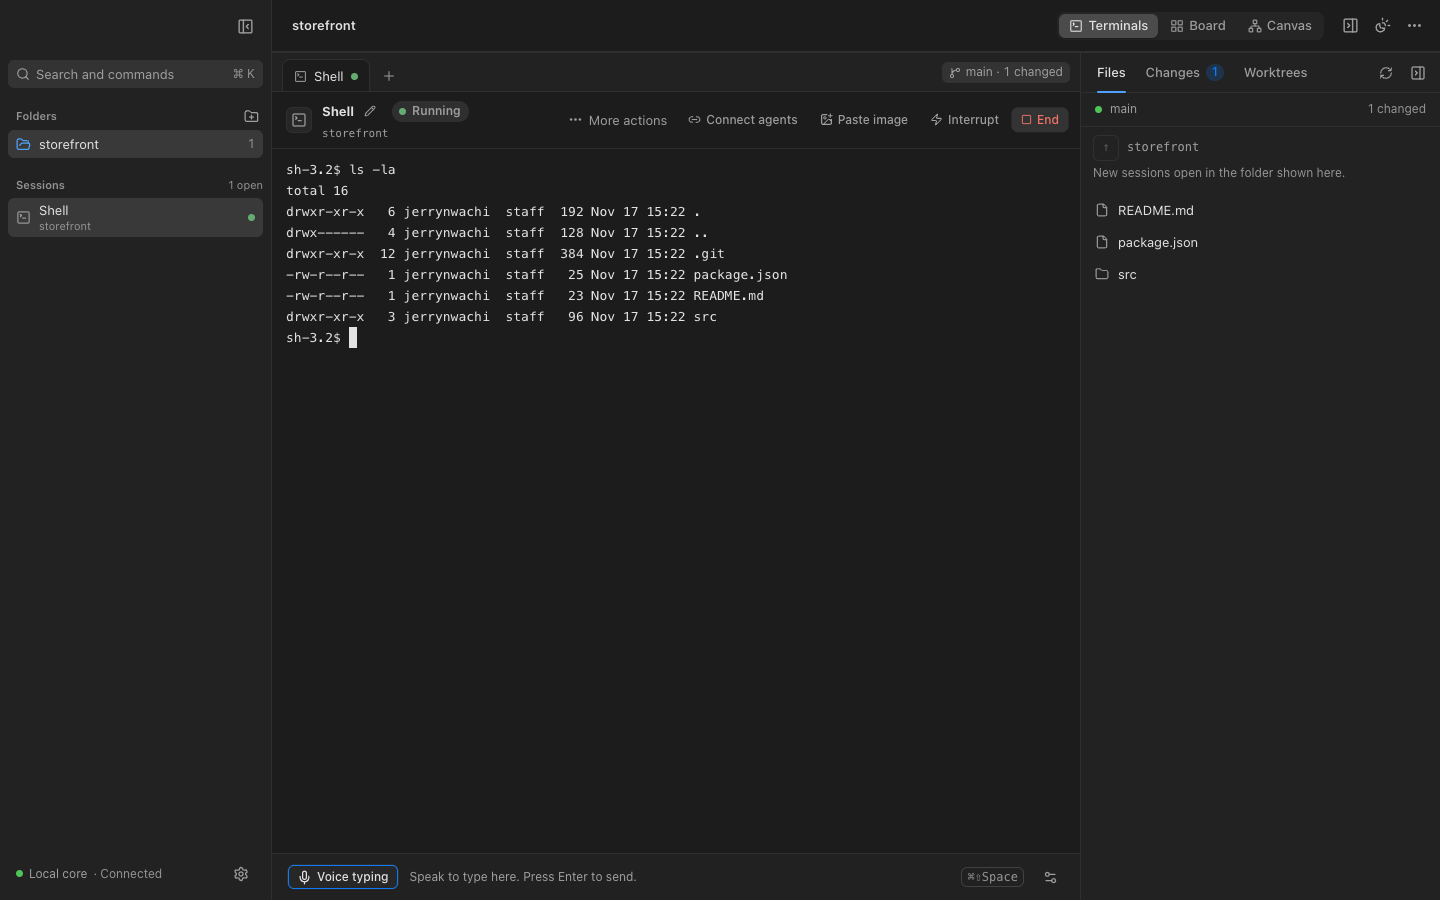 storefront
Terminals
Board
Canvas
Search and commands
⌘ K
Folders
storefront
1
Sessions
1 open
Shell
storefront
Shell
main · 1 changed
Shell
Running
storefront
More actions
Connect agents
Paste image
Interrupt
End
sh-3.2$ ls -la
total 16
drwxr-xr-x   6 jerrynwachi  staff  192 Nov 17 15:22 .
drwx------   4 jerrynwachi  staff  128 Nov 17 15:22 ..
drwxr-xr-x  12 jerrynwachi  staff  384 Nov 17 15:22 .git
-rw-r--r--   1 jerrynwachi  staff   25 Nov 17 15:22 package.json
-rw-r--r--   1 jerrynwachi  staff   23 Nov 17 15:22 README.md
drwxr-xr-x   3 jerrynwachi  staff   96 Nov 17 15:22 src
sh-3.2$
Files
Changes 1
Worktrees
main
1 changed
↑ storefront
New sessions open in the folder shown here.
README.md
package.json
src
Local core · Connected
Voice typing
Speak to type here. Press Enter to send.
⌘⇧Space